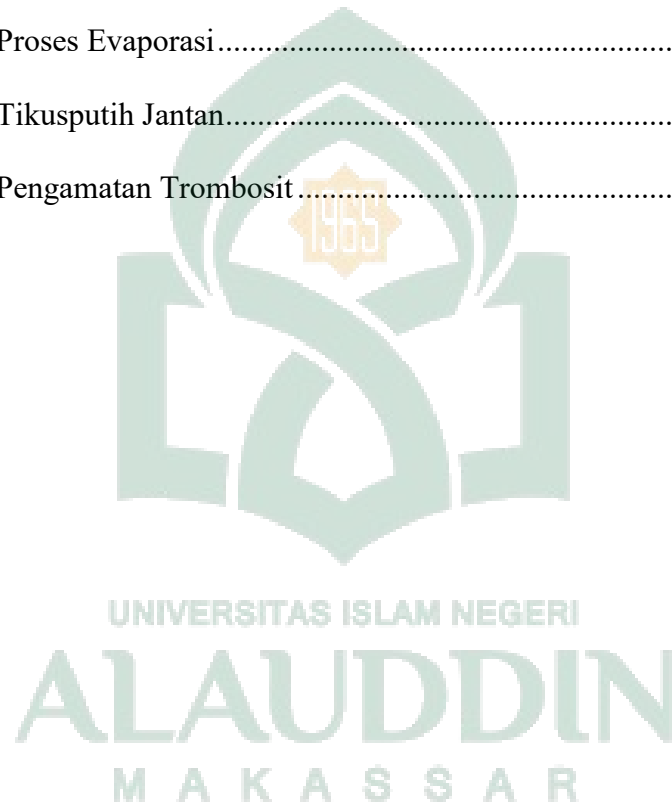 Proses Evaporasi......................................................
Tikusputih Jantan.....................................................
Pengamatan Trombosit..............................................
1965
UNIVERSITAS ISLAM NEGERI
ALAUDDIN
MAKASSAR